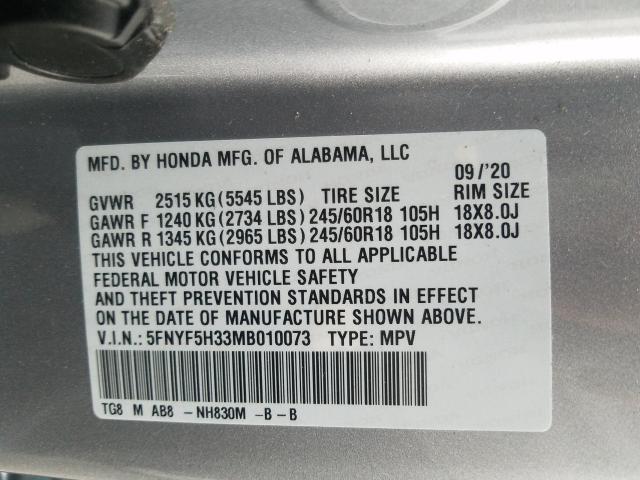 MFD. BY HONDA MFG. OF ALABAMA, LLC 09/'20
GVWR 2515 KG (5545 LBS) TIRE SIZE RIM SIZE
GAWR F 1240 KG (2734 LBS) 245/60R18 105H 18X8.0J
GAWR R 1345 KG (2965 LBS) 245/60R18 105H 18X8.0J
THIS VEHICLE CONFORMS TO ALL APPLICABLE
FEDERAL MOTOR VEHICLE SAFETY
AND THEFT PREVENTION STANDARDS IN EFFECT
ON THE DATE OF MANUFACTURE SHOWN ABOVE.
V.I.N.: 5FNYF5H33MB010073 TYPE: MPV
TG8 M AB8 - NH830M - B - B